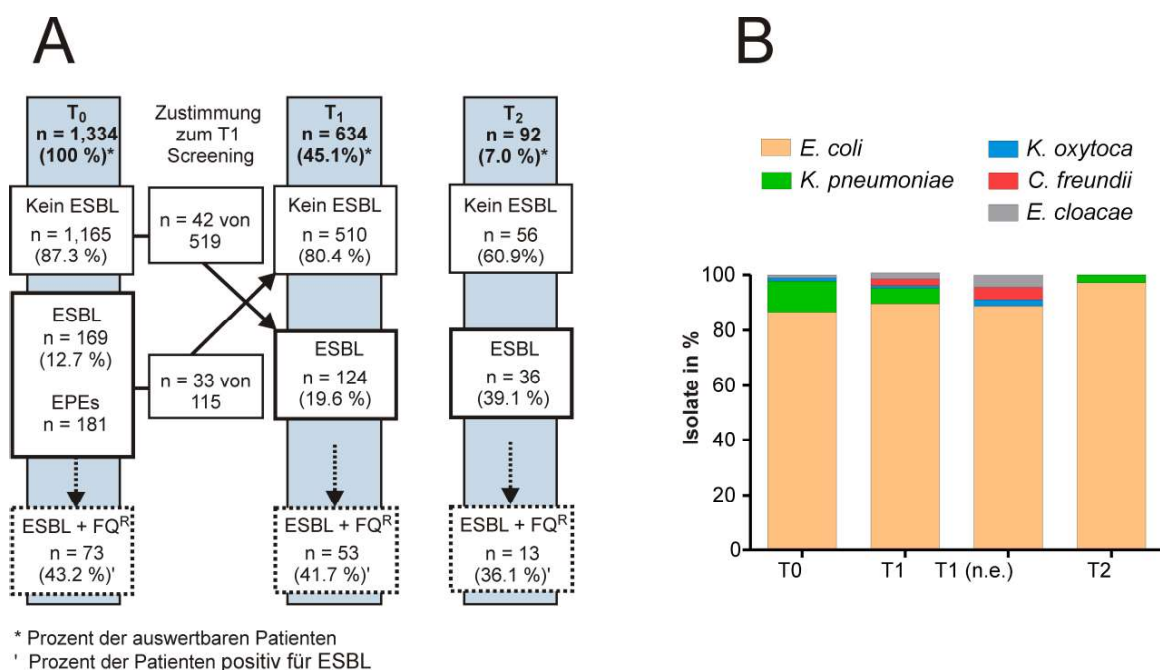 A
T0
n = 1,334
(100 %)*
Zustimmung
zum T1
Screening
T1
n = 634
(45.1%)*
T2
n = 92
(7.0 %)*
Kein ESBL
n = 1,165
(87.3 %)
n = 42 von
519
Kein ESBL
n = 510
(80.4 %)
Kein ESBL
n = 56
(60.9%)
ESBL
n = 169
(12.7 %)
EPEs
n = 181
n = 33 von
115
ESBL
n = 124
(19.6 %)
ESBL
n = 36
(39.1 %)
ESBL + FQR
n = 73
(43.2 %)'
ESBL + FQR
n = 53
(41.7 %)'
ESBL + FQR
n = 13
(36.1 %)'
* Prozent der auswertbaren Patienten
' Prozent der Patienten positiv für ESBL
B
E. coli
K. pneumoniae
K. oxytoca
C. freundii
E. cloacae
Isolate in %
100
80
60
40
20
0
T0
T1
T1 (n.e.)
T2